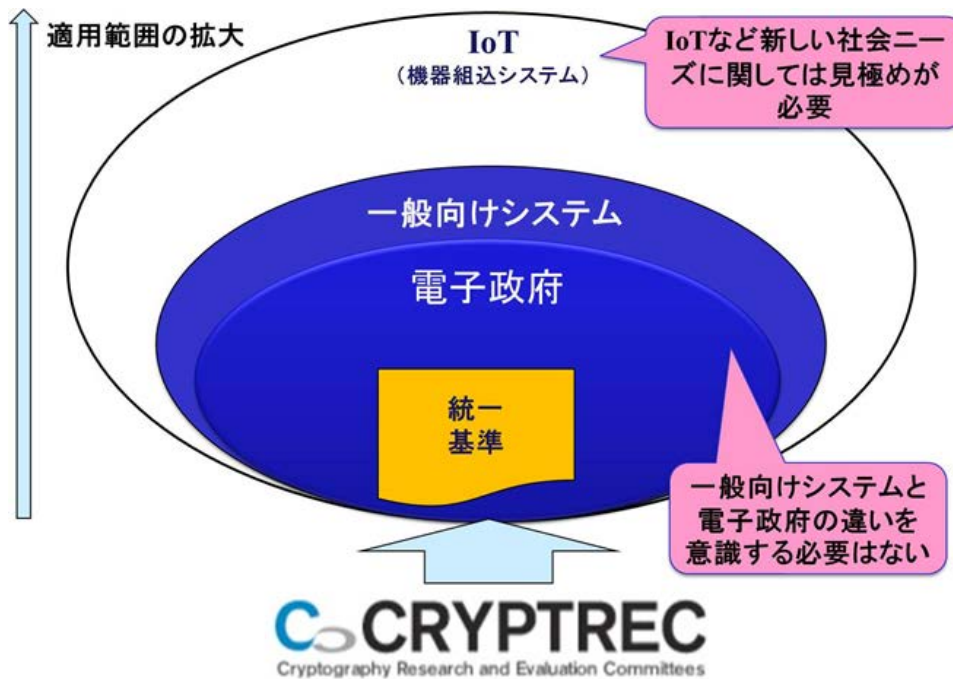 適用範囲の拡大
IoT
（機器組込システム）
IoTなど新しい社会ニー
ズに関しては見極めが
必要
一般向けシステム
電子政府
統一
基準
一般向けシステムと
電子政府の違いを
意識する必要はない
CRYPTREC
Cryptography Research and Evaluation Committees